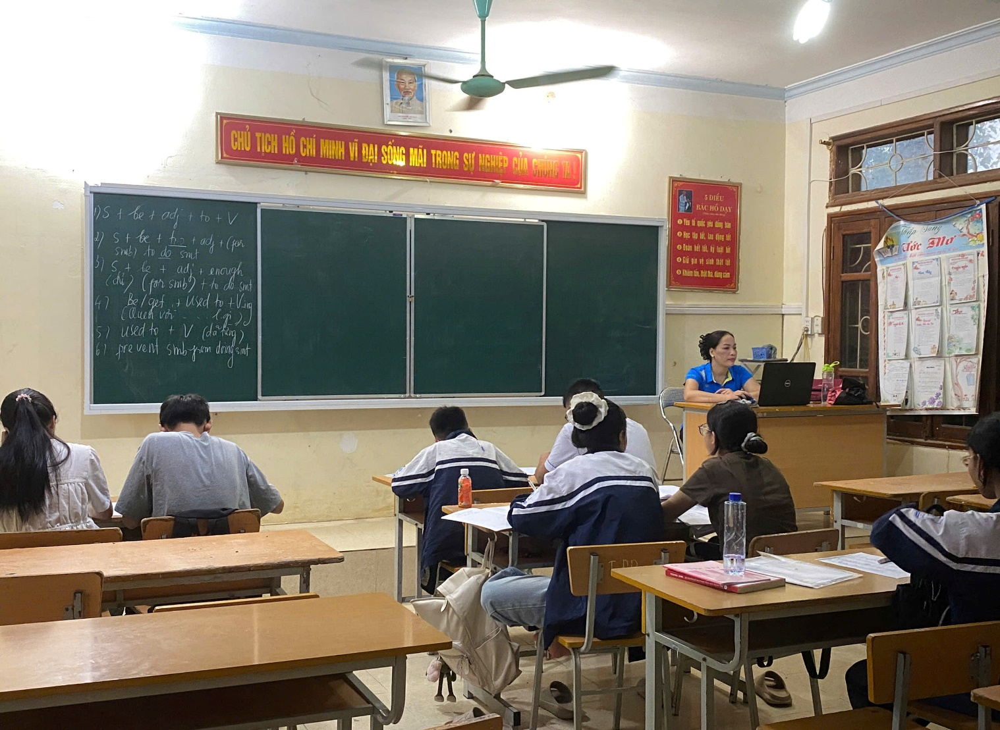 CHỦ TỊCH HỒ CHÍ MINH VĨ ĐẠI SỐNG MÃI TRONG SỰ NGHIỆP CỦA CHÚNG TA!
1) S + be + adj + to + V
2) S + be + too + adj + (for
smb) to do smt
3) S + be + adj + enough
(đủ) (for smb) + to do smt
4) Be/get + used to + Ving
(Quen với ... ...)
5) used to + V (đã từng)
6) prevent smb from doing smt
5 ĐIỀU
BÁC HỒ DẠY
1 Yêu tổ quốc yêu đồng bào
2 Học tập tốt, lao động tốt
3 Đoàn kết tốt, kỷ luật tốt
4 Giữ gìn vệ sinh thật tốt
5 Khiêm tốn, thật thà, dũng cảm
Thắp Sáng
Ước Mơ
DELL